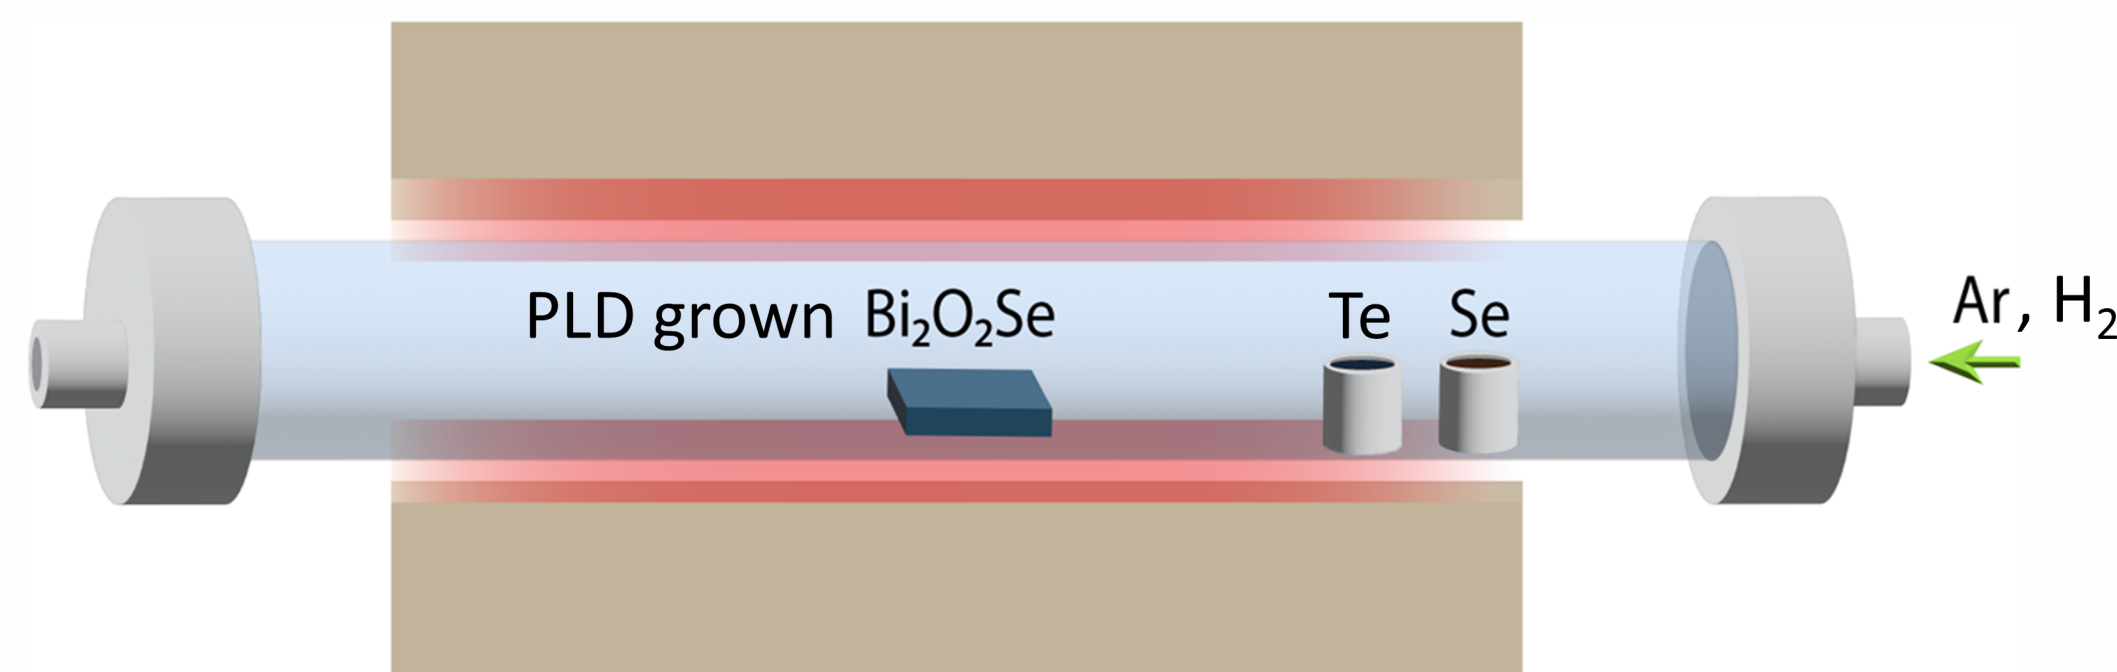 PLD grown Bi₂O₂Se Te Se Ar, H₂